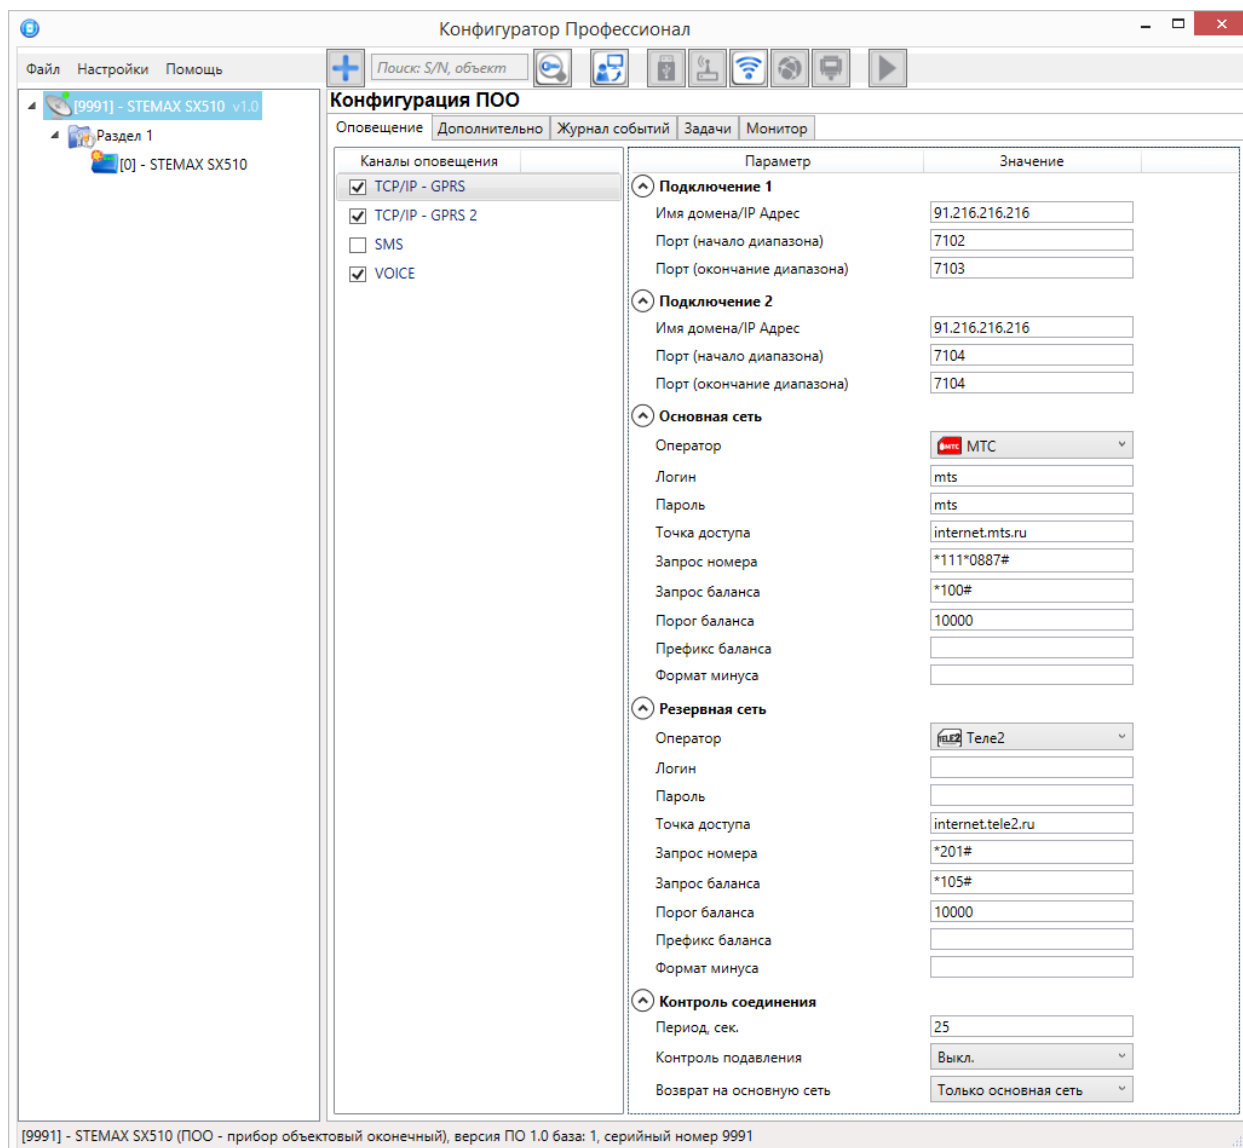 Конфигуратор Профессионал
Файл Настройки Помощь
Поиск: S/N, объект
[9991] - STEMAX SX510 v1.0
Раздел 1
[0] - STEMAX SX510
Конфигурация ПОО
Оповещение Дополнительно Журнал событий Задачи Монитор
Каналы оповещения
TCP/IP - GPRS
TCP/IP - GPRS 2
SMS
VOICE
Параметр Значение
Подключение 1
Имя домена/IP Адрес 91.216.216.216
Порт (начало диапазона) 7102
Порт (окончание диапазона) 7103
Подключение 2
Имя домена/IP Адрес 91.216.216.216
Порт (начало диапазона) 7104
Порт (окончание диапазона) 7104
Основная сеть
Оператор МТС МТС
Логин mts
Пароль mts
Точка доступа internet.mts.ru
Запрос номера *111*0887#
Запрос баланса *100#
Порог баланса 10000
Префикс баланса
Формат минуса
Резервная сеть
Оператор TELE2 Теле2
Логин
Пароль
Точка доступа internet.tele2.ru
Запрос номера *201#
Запрос баланса *105#
Порог баланса 10000
Префикс баланса
Формат минуса
Контроль соединения
Период, сек. 25
Контроль подавления Выкл.
Возврат на основную сеть Только основная сеть
[9991] - STEMAX SX510 (ПОО - прибор объектовый оконечный), версия ПО 1.0 база: 1, серийный номер 9991